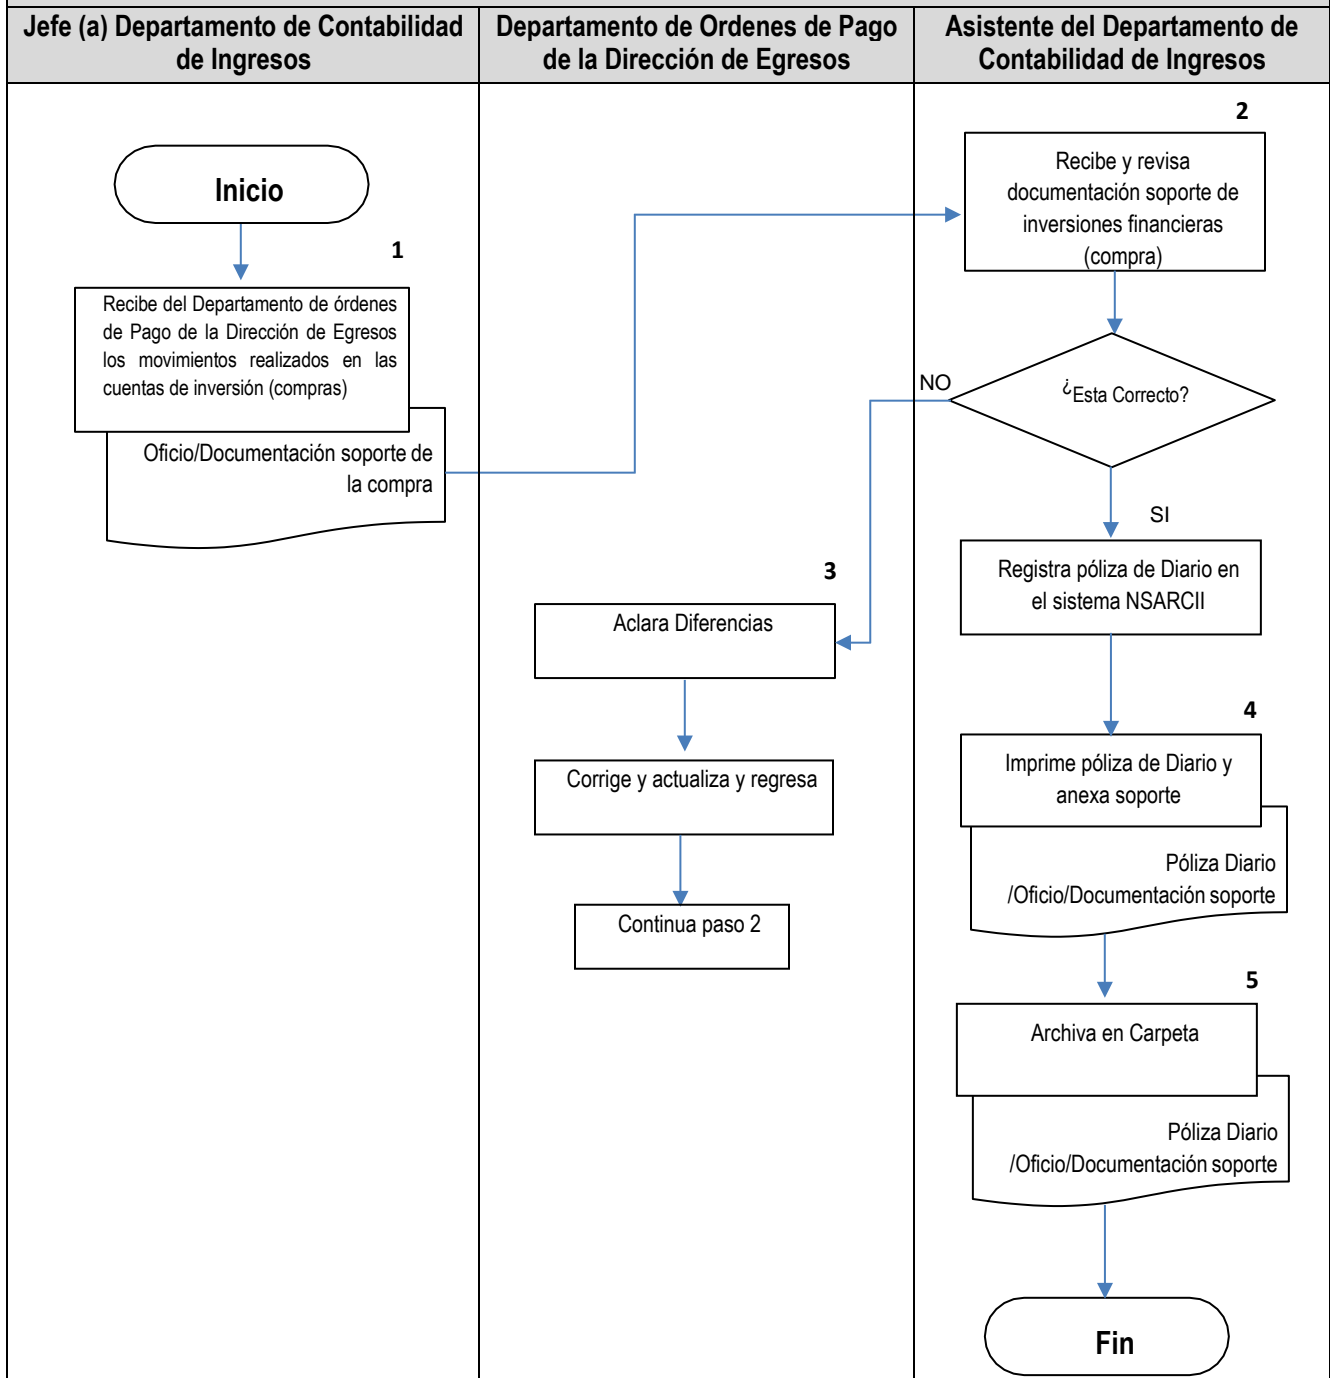 Jefe (a) Departamento de Contabilidad
de Ingresos
Departamento de Ordenes de Pago
de la Dirección de Egresos
Asistente del Departamento de
Contabilidad de Ingresos
Inicio
1
Recibe del Departamento de órdenes
de Pago de la Dirección de Egresos
los movimientos realizados en las
cuentas de inversión (compras)
Oficio/Documentación soporte de
la compra
2
Recibe y revisa
documentación soporte de
inversiones financieras
(compra)
¿Esta Correcto?
NO
SI
3
Aclara Diferencias
Corrige y actualiza y regresa
Continua paso 2
Registra póliza de Diario en
el sistema NSARCII
4
Imprime póliza de Diario y
anexa soporte
Póliza Diario
/Oficio/Documentación soporte
5
Archiva en Carpeta
Póliza Diario
/Oficio/Documentación soporte
Fin